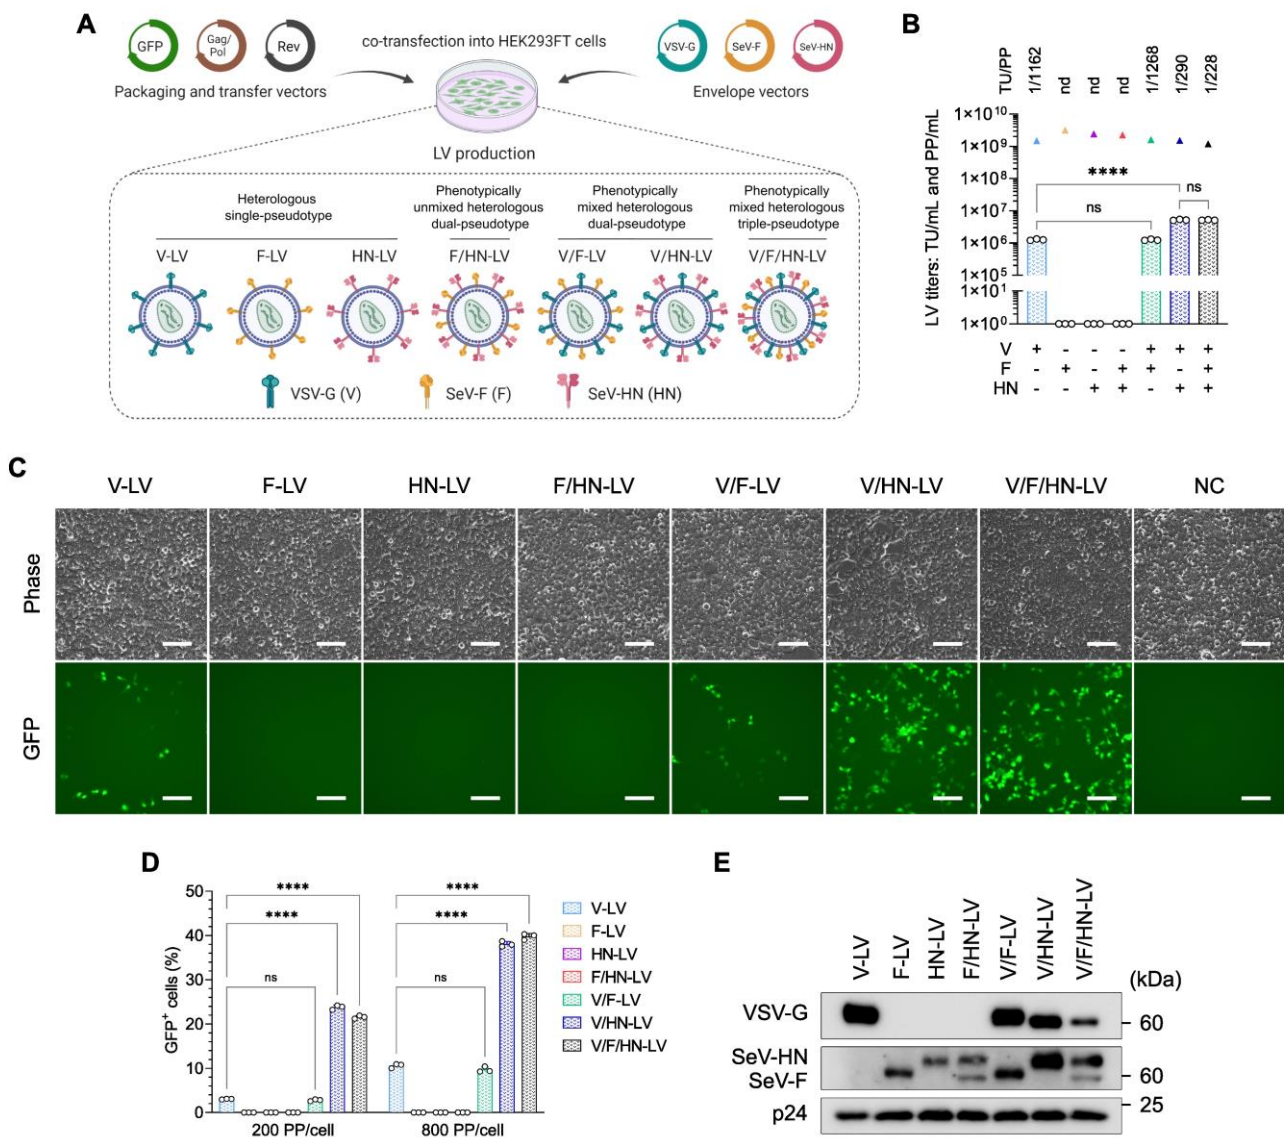 A
GFP
Gag/
Pol
Rev
co-transfection into HEK293FT cells
VSV-G
SeV-F
SeV-HN
Packaging and transfer vectors
Envelope vectors
LV production
Heterologous
single-pseudotype
Phenotypically
unmixed heterologous
dual-pseudotype
Phenotypically
mixed heterologous
dual-pseudotype
Phenotypically
mixed heterologous
triple-pseudotype
V-LV F-LV HN-LV F/HN-LV V/F-LV V/HN-LV V/F/HN-LV
VSV-G (V) SeV-F (F) SeV-HN (HN)
B
TU/PP 1/1162 nd nd nd 1/1268 1/290 1/228
LV titers: TU/mL and PP/mL
1×10¹⁰
1×10⁹
1×10⁸
1×10⁷
1×10⁶
1×10⁵
1×10¹
1×10⁰
****
ns
ns
V + - - - + + +
F - + - + + - +
HN - - + + - + +
C
V-LV F-LV HN-LV F/HN-LV V/F-LV V/HN-LV V/F/HN-LV NC
Phase
GFP
D
GFP⁺ cells (%)
50
40
30
20
10
0
****
****
ns
****
****
ns
200 PP/cell 800 PP/cell
V-LV
F-LV
HN-LV
F/HN-LV
V/F-LV
V/HN-LV
V/F/HN-LV
E
V-LV F-LV HN-LV F/HN-LV V/F-LV V/HN-LV V/F/HN-LV
(kDa)
VSV-G 60
SeV-HN
SeV-F 60
25
p24